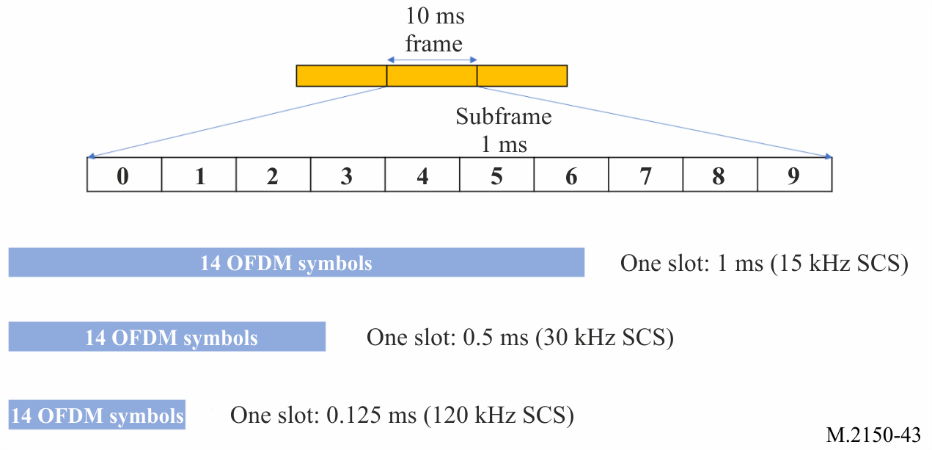 10 ms
frame
Subframe
1 ms
0 1 2 3 4 5 6 7 8 9
14 OFDM symbols One slot: 1 ms (15 kHz SCS)
14 OFDM symbols One slot: 0.5 ms (30 kHz SCS)
14 OFDM symbols One slot: 0.125 ms (120 kHz SCS)
M.2150-43